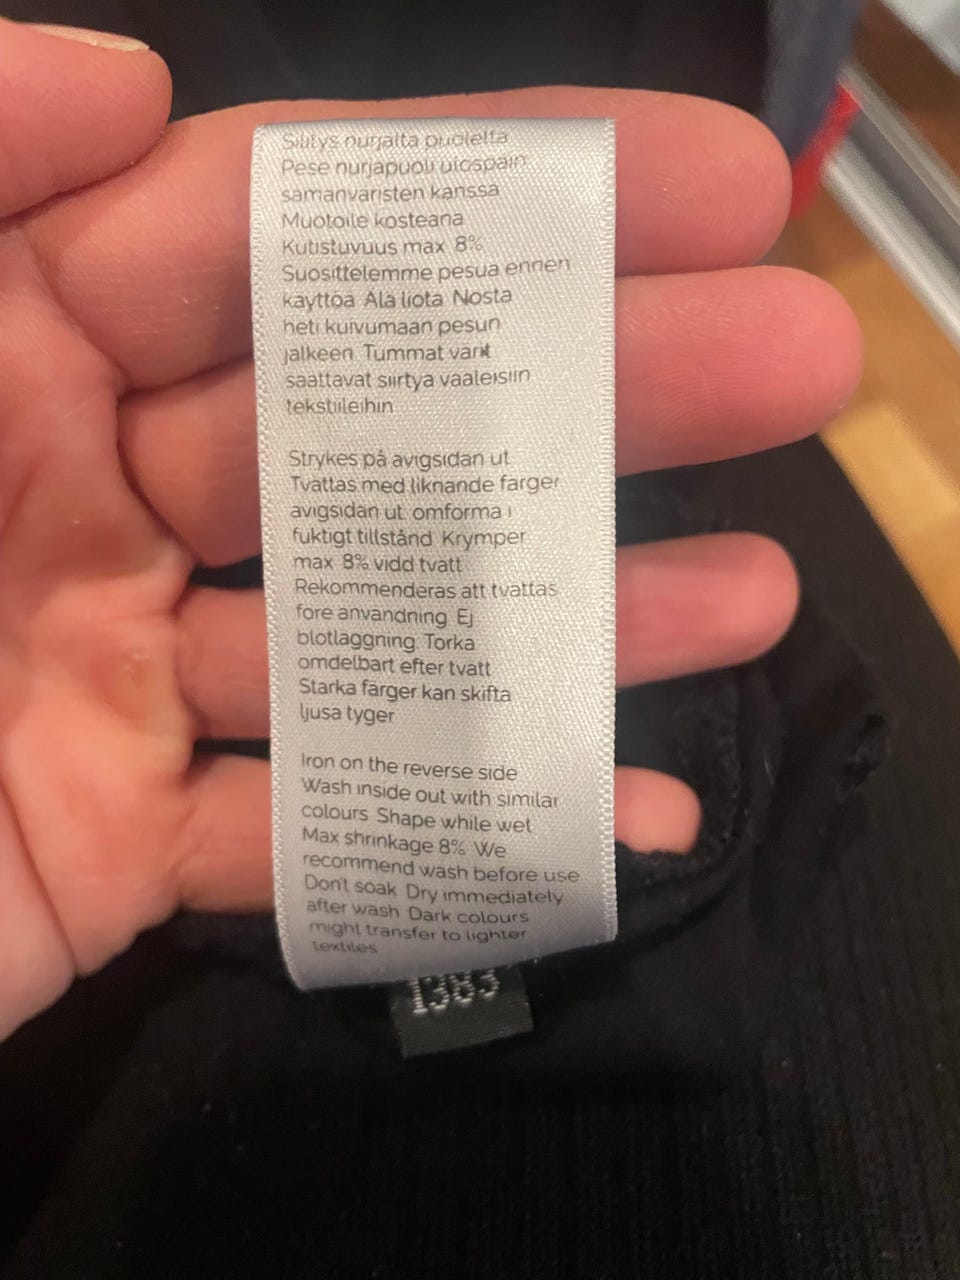 Silitys nurjalta puolelta
Pese nurjapuoli ulospäin
samanväristen kanssa
Muotoile kosteana
Kutistuvuus max 8%
Suosittelemme pesua ennen
käyttöä Älä liota Nosta
heti kuivumaan pesun
jälkeen Tummat värit
saattavat siirtyä vaaleisiin
tekstiileihin
Strykes på avigsidan ut
Tvättas med liknande färger
avigsidan ut omforma i
fuktigt tillstånd Krymper
max 8% vidd tvätt
Rekommenderas att tvättas
före användning Ej
blötläggning Torka
omdelbart efter tvätt
Starka färger kan skifta
ljusa tyger
Iron on the reverse side
Wash inside out with similar
colours Shape while wet
Max shrinkage 8% We
recommend wash before use
Don't soak Dry immediately
after wash Dark colours
might transfer to lighter
textiles
1383